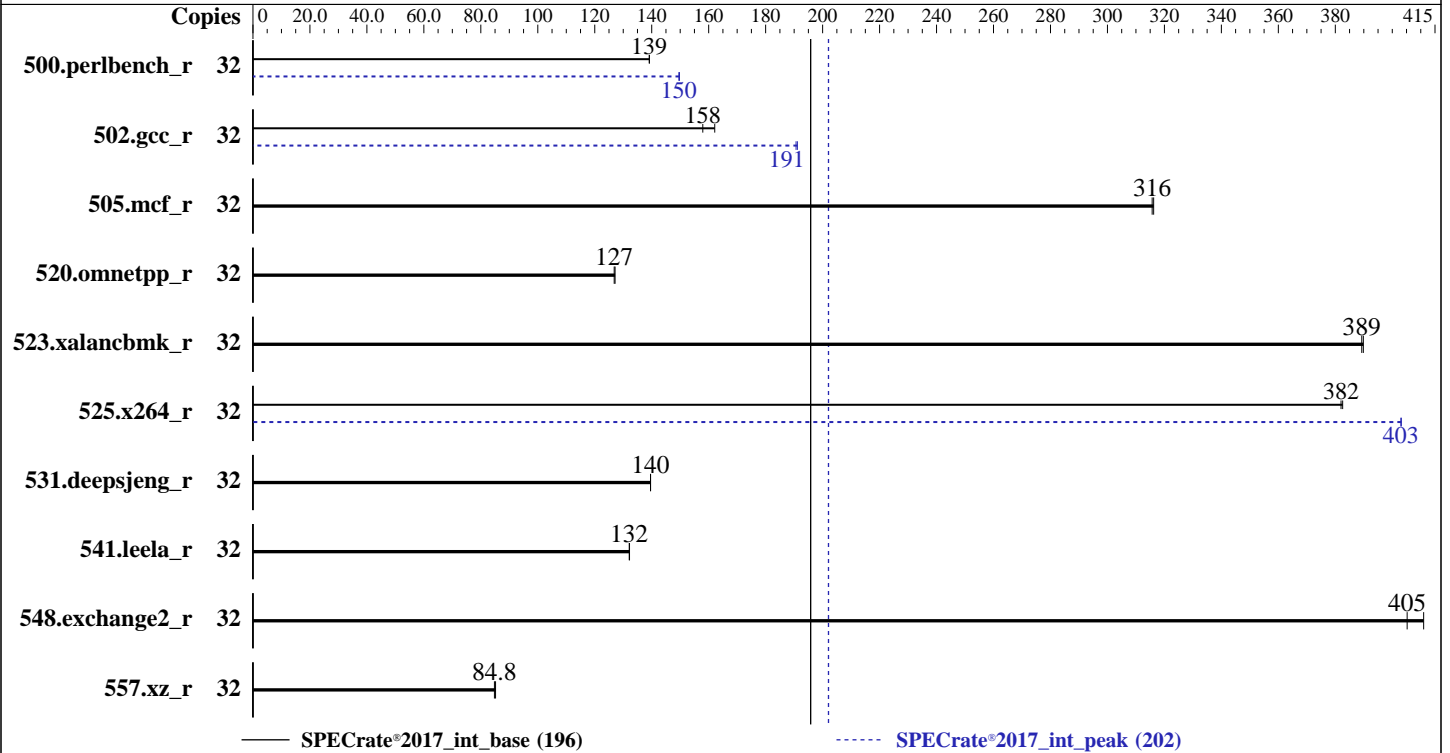 Copies 0 20.0 40.0 60.0 80.0 100 120 140 160 180 200 220 240 260 280 300 320 340 360 380 415
500.perlbench_r 32 139
150
502.gcc_r 32 158
191
505.mcf_r 32 316
520.omnetpp_r 32 127
523.xalancbmk_r 32 389
525.x264_r 32 382
403
531.deepsjeng_r 32 140
541.leela_r 32 132
548.exchange2_r 32 405
557.xz_r 32 84.8
SPECrate®2017_int_base (196) SPECrate®2017_int_peak (202)